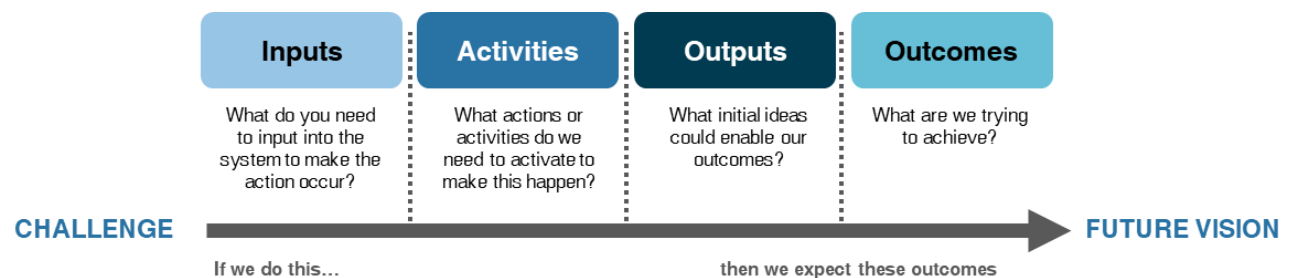 Inputs
Activities
Outputs
Outcomes
What do you need
to input into the
system to make the
action occur?
What actions or
activities do we
need to activate to
make this happen?
What initial ideas
could enable our
outcomes?
What are we trying
to achieve?
CHALLENGE
FUTURE VISION
If we do this…
then we expect these outcomes